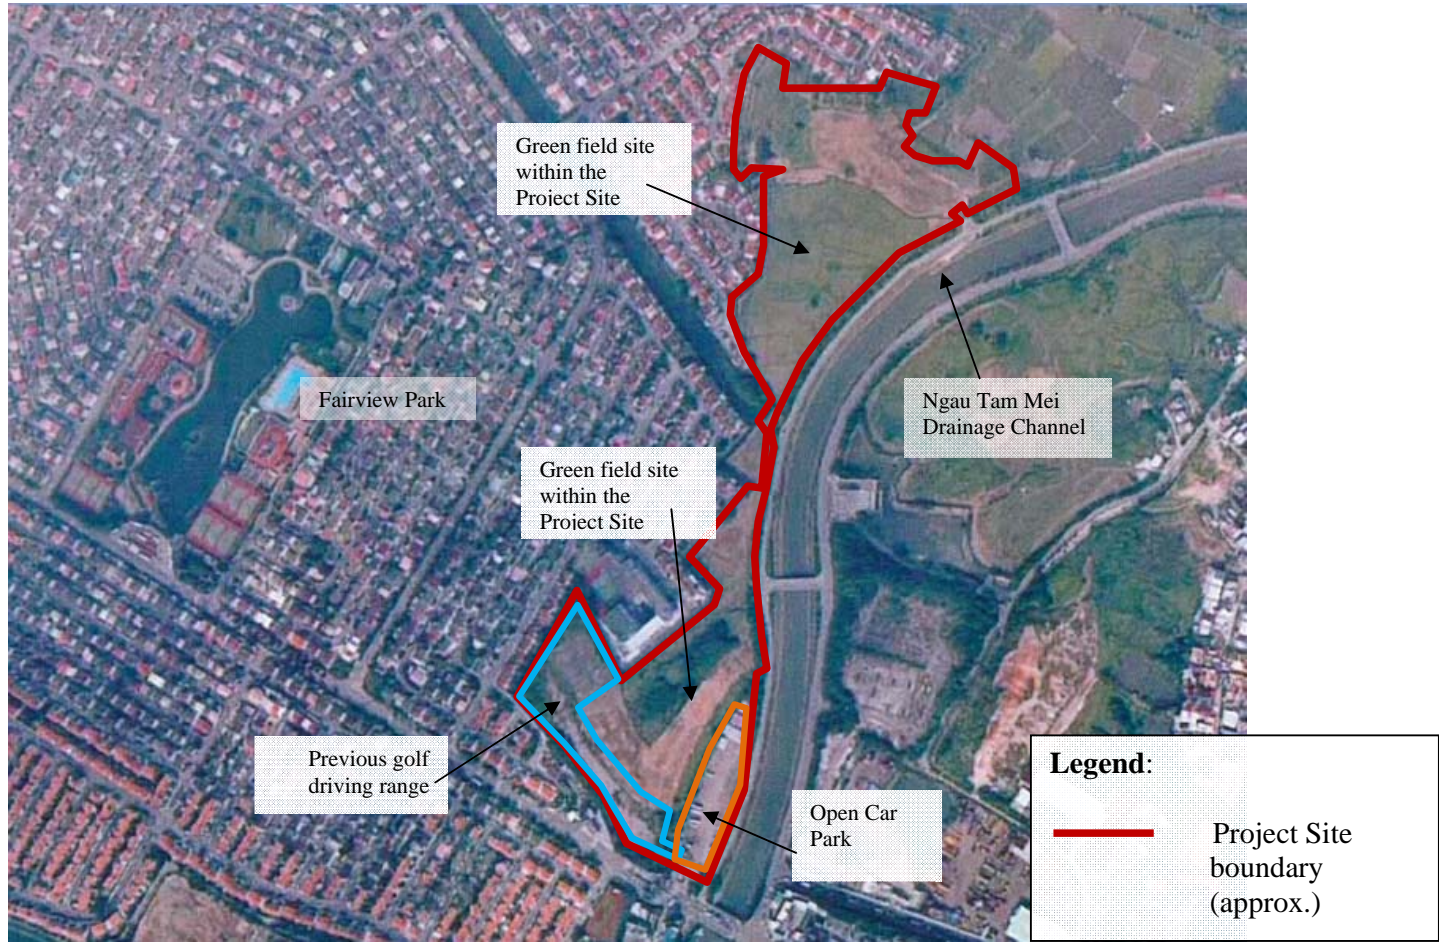 Green field site
within the
Project Site
Fairview Park
Ngau Tam Mei
Drainage Channel
Green field site
within the
Project Site
Previous golf
driving range
Open Car
Park
Legend:
Project Site
boundary
(approx.)